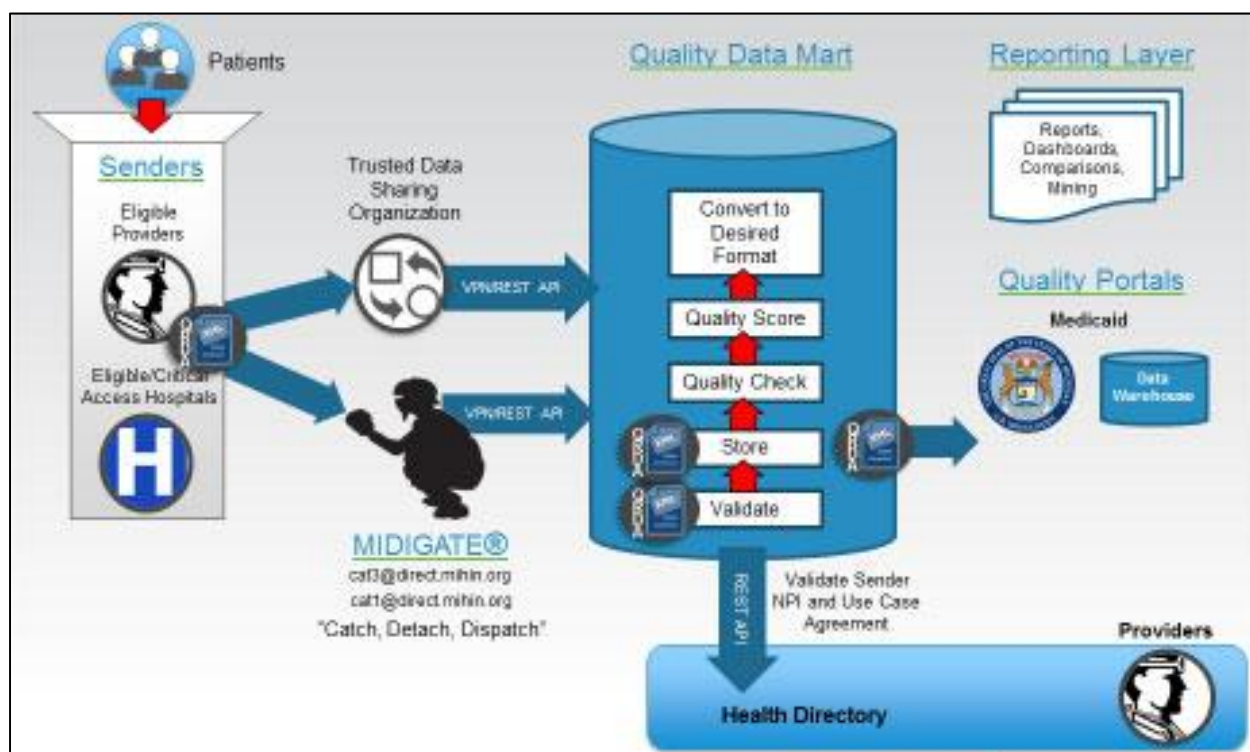 Patients
Senders
Eligible
Providers
Eligible/Critical
Access Hospitals
Trusted Data
Sharing
Organization
VPN/REST API
VPN/REST API
MIDIGATE®
cat3@direct.mihin.org
cat1@direct.mihin.org
"Catch, Detach, Dispatch"
Quality Data Mart
Convert to
Desired
Format
Quality Score
Quality Check
Store
Validate
REST API
Validate Sender
NPI and Use Case
Agreement
Reporting Layer
Reports,
Dashboards,
Comparisons,
Mining
Quality Portals
Medicaid
Data
Warehouse
Providers
Health Directory
H